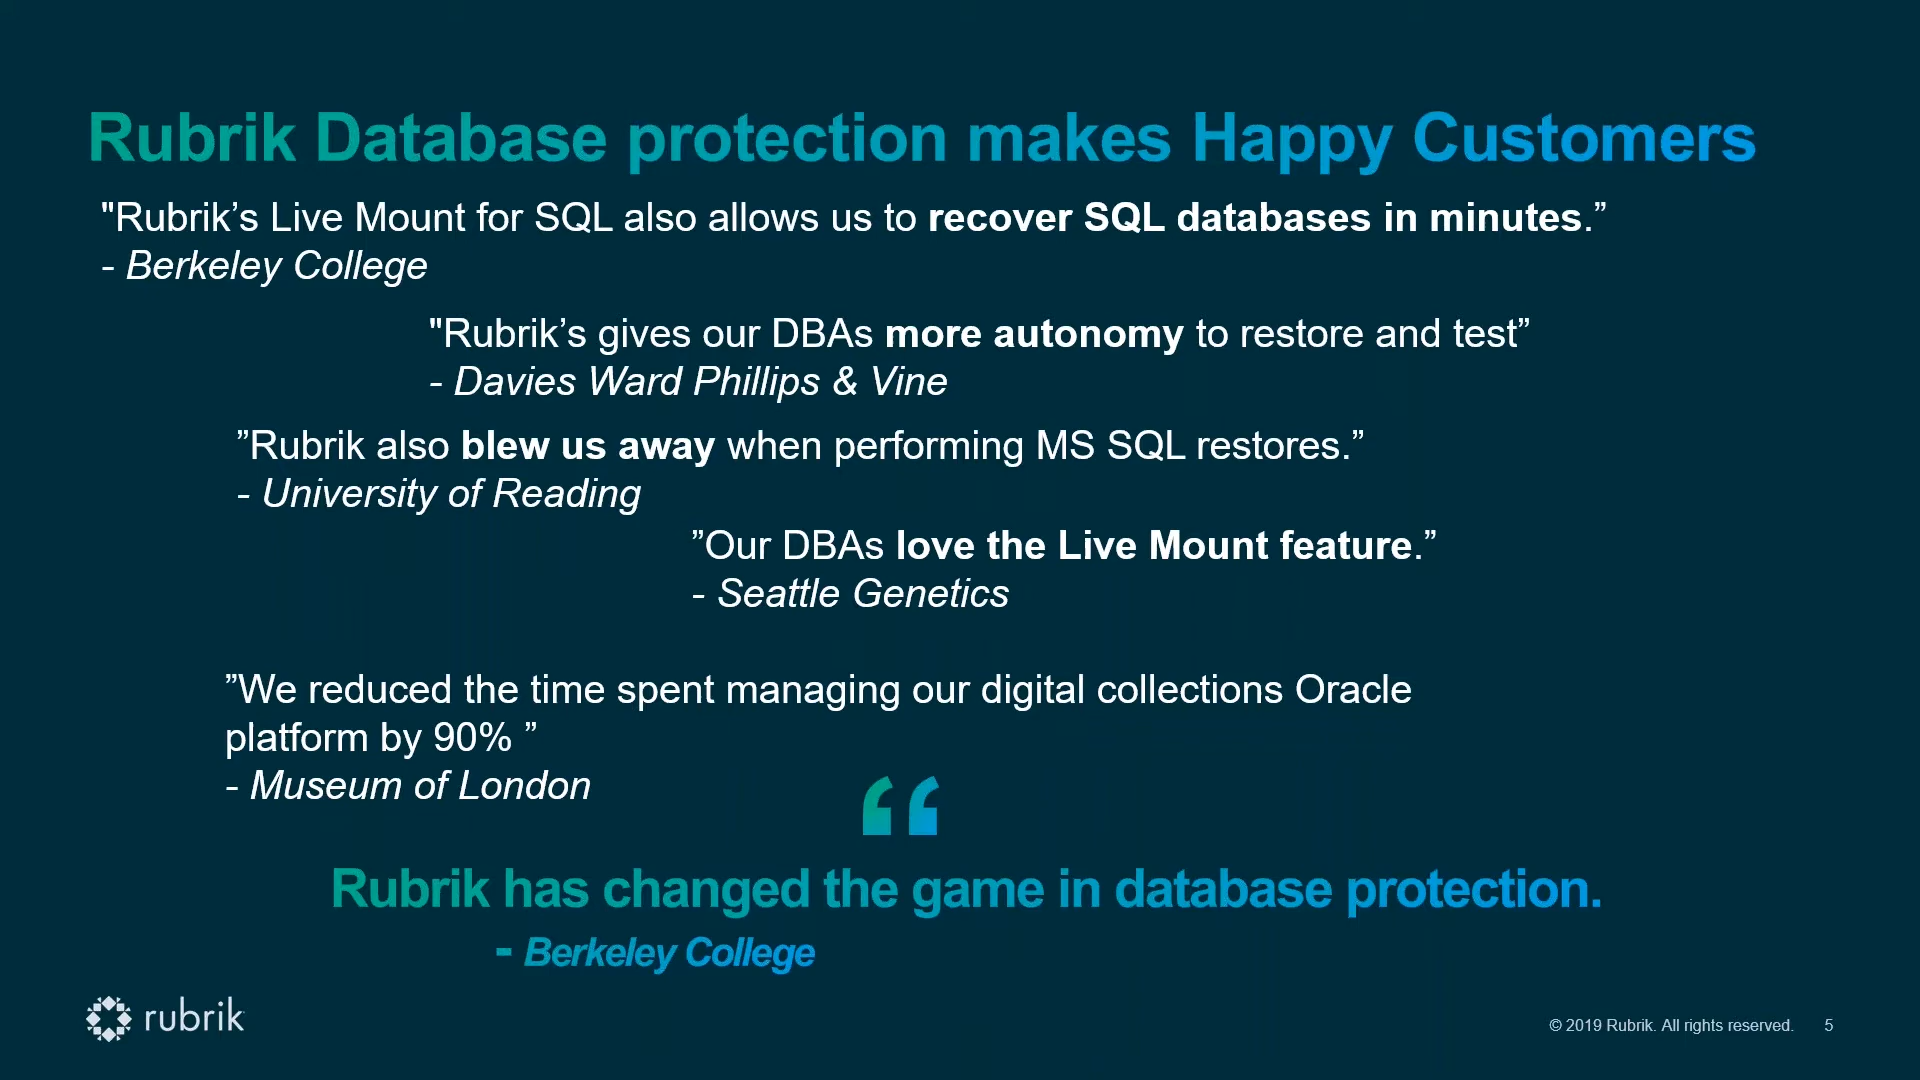 Rubrik Database protection makes Happy Customers
"Rubrik’s Live Mount for SQL also allows us to recover SQL databases in minutes.”
- Berkeley College
"Rubrik’s gives our DBAs more autonomy to restore and test”
- Davies Ward Phillips & Vine
”Rubrik also blew us away when performing MS SQL restores.”
- University of Reading
”Our DBAs love the Live Mount feature.”
- Seattle Genetics
”We reduced the time spent managing our digital collections Oracle
platform by 90% ”
- Museum of London
“
Rubrik has changed the game in database protection.
- Berkeley College
rubrik
© 2019 Rubrik. All rights reserved. 5